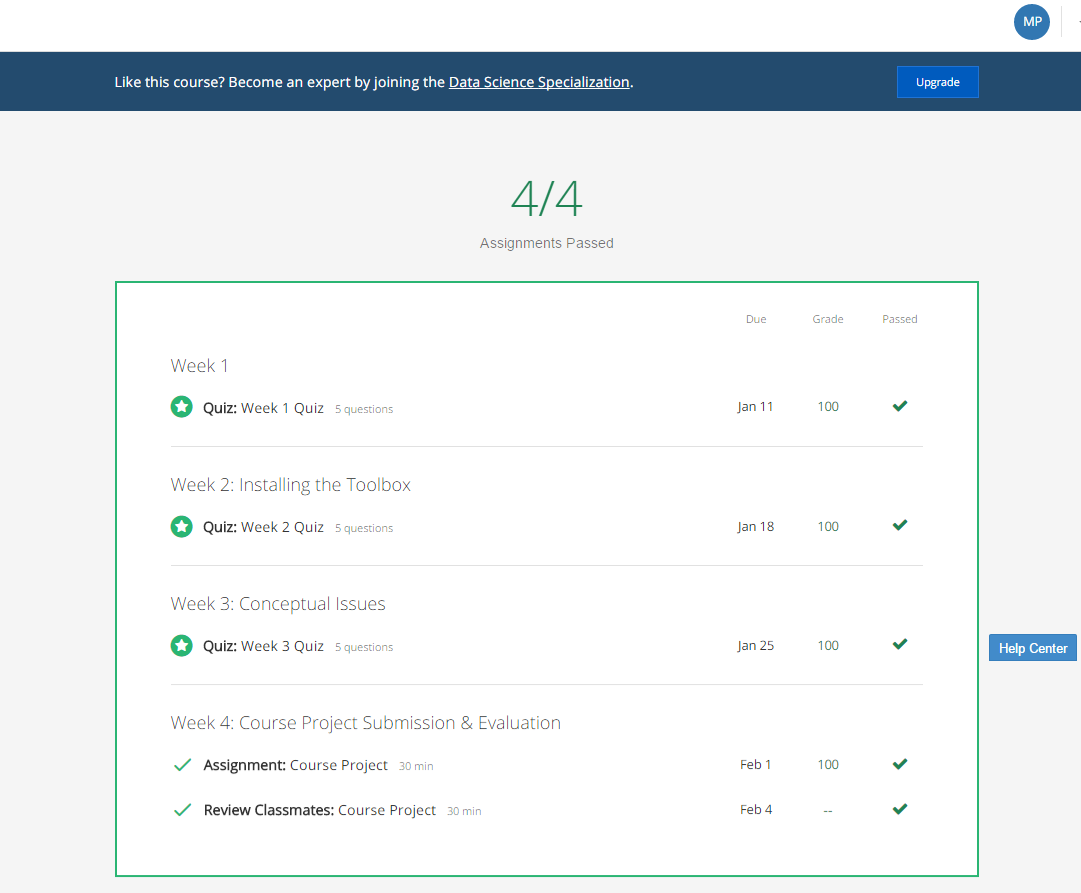 MP
Like this course? Become an expert by joining the Data Science Specialization.
Upgrade
4/4
Assignments Passed
Due Grade Passed
Week 1
Quiz: Week 1 Quiz 5 questions Jan 11 100
Week 2: Installing the Toolbox
Quiz: Week 2 Quiz 5 questions Jan 18 100
Week 3: Conceptual Issues
Quiz: Week 3 Quiz 5 questions Jan 25 100
Help Center
Week 4: Course Project Submission & Evaluation
Assignment: Course Project 30 min Feb 1 100
Review Classmates: Course Project 30 min Feb 4 --